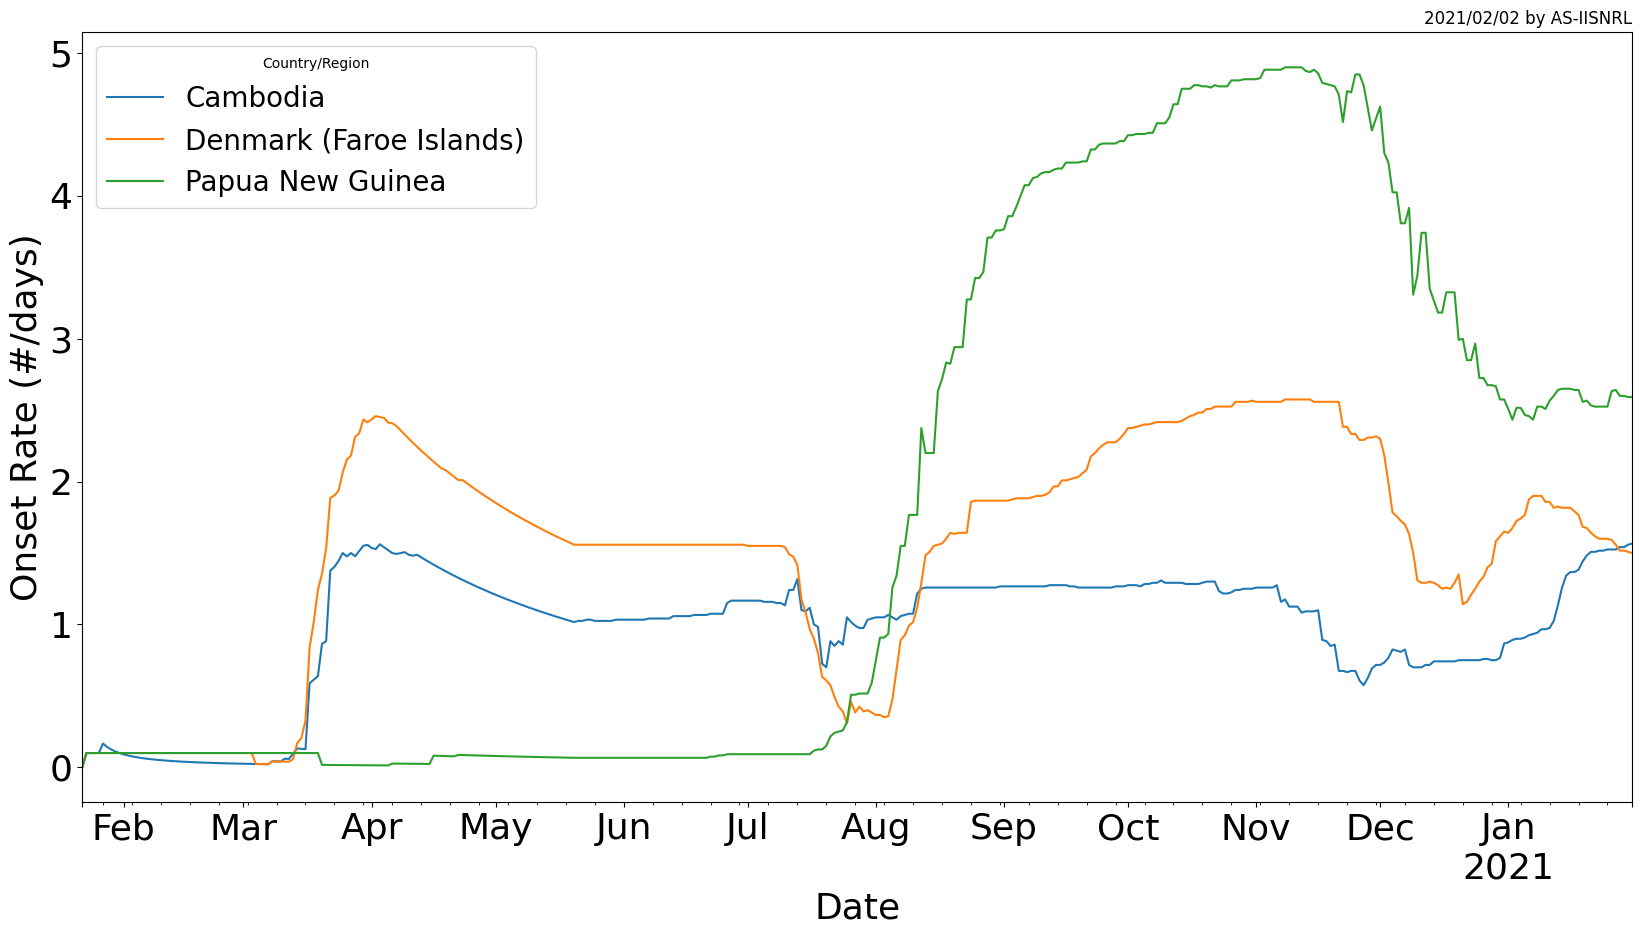 2021/02/02 by AS-IISNRL
Country/Region
Cambodia
Denmark (Faroe Islands)
Papua New Guinea
Onset Rate (#/days)
5
4
3
2
1
0
Feb Mar Apr May Jun Jul Aug Sep Oct Nov Dec Jan
2021
Date